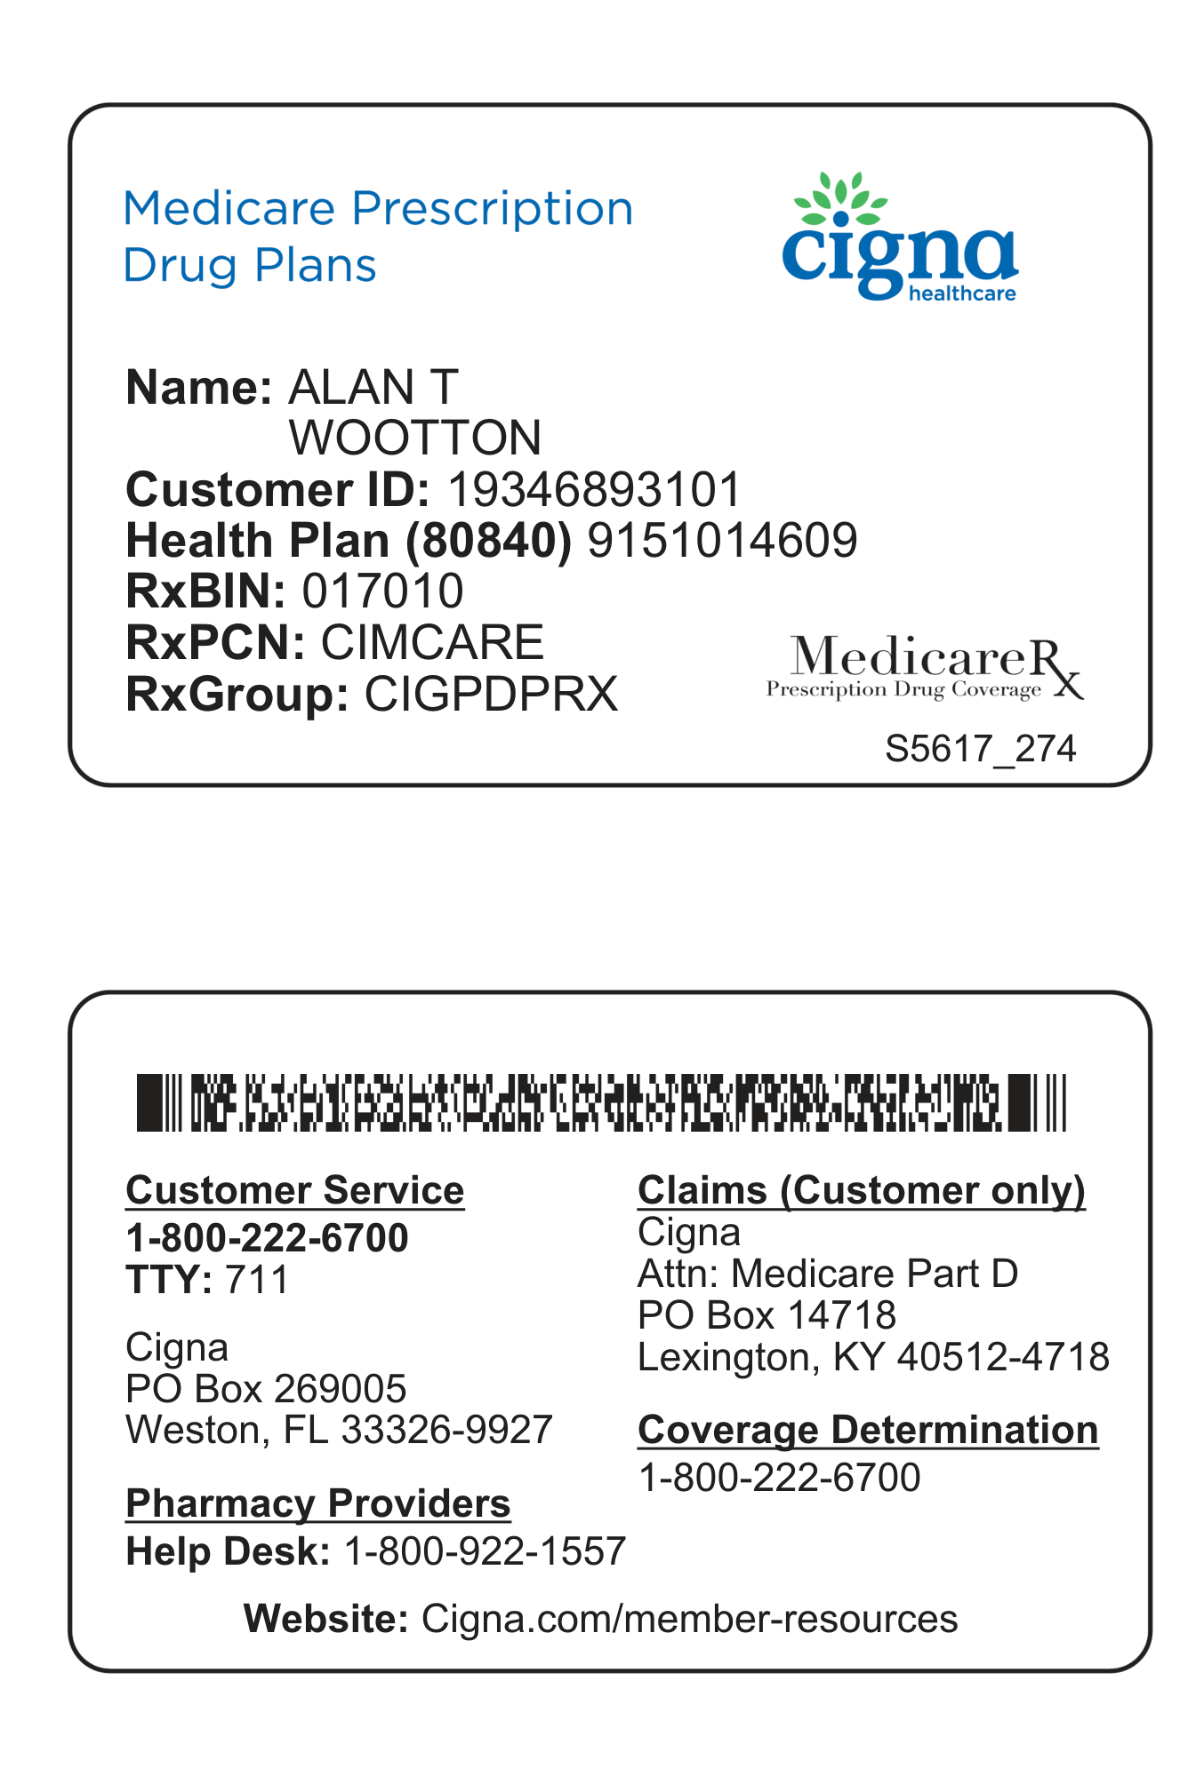 Medicare Prescription
Drug Plans
cigna
healthcare
Name: ALAN T
WOOTTON
Customer ID: 19346893101
Health Plan (80840) 9151014609
RxBIN: 017010
RxPCN: CIMCARE
RxGroup: CIGPDPRX
MedicareRx
Prescription Drug Coverage
S5617_274
Customer Service
1-800-222-6700
TTY: 711
Cigna
PO Box 269005
Weston, FL 33326-9927
Pharmacy Providers
Help Desk: 1-800-922-1557
Claims (Customer only)
Cigna
Attn: Medicare Part D
PO Box 14718
Lexington, KY 40512-4718
Coverage Determination
1-800-222-6700
Website: Cigna.com/member-resources